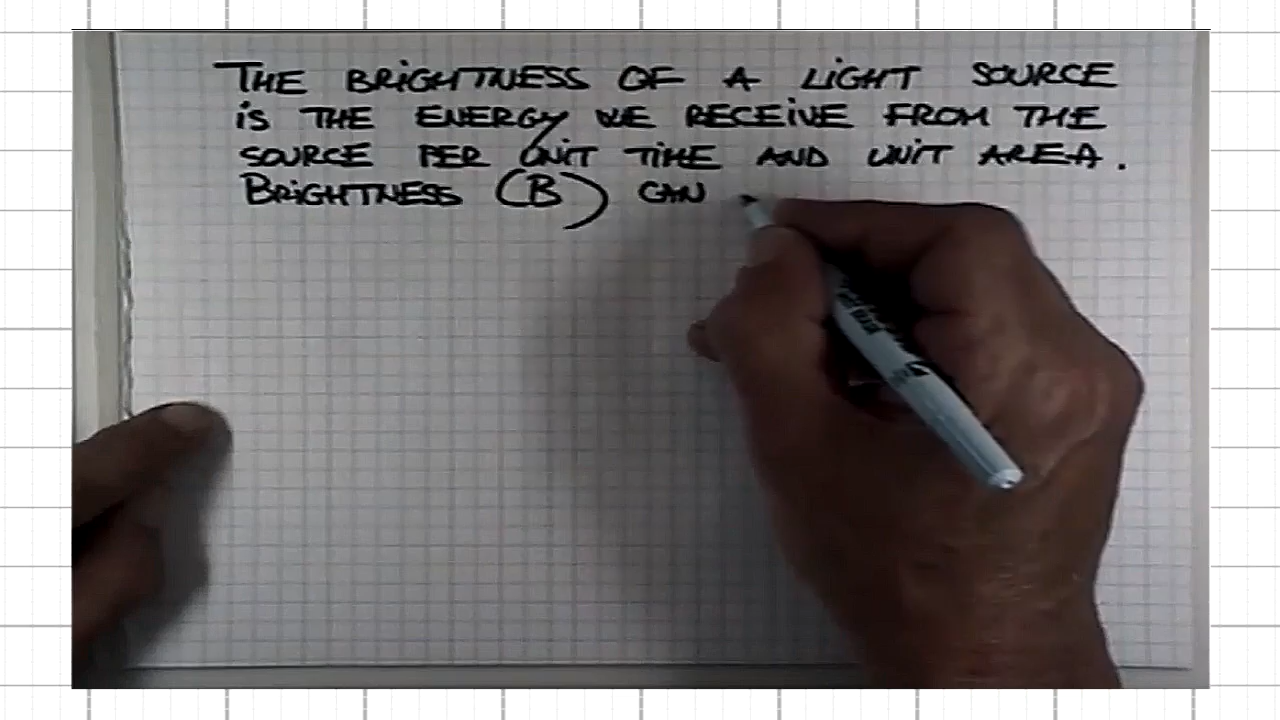 THE BRIGHTNESS OF A LIGHT SOURCE
iS THE ENERGY WE RECEIVE FROM THE
SOURCE PER UNIT TIME AND UNIT AREA.
BRIGHTNESS (B) CAN